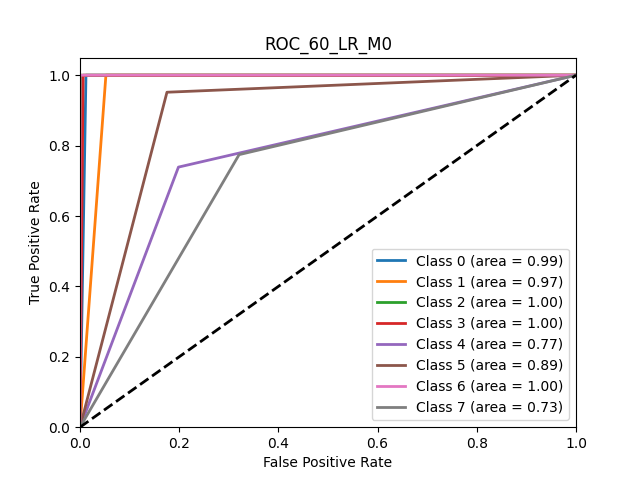 ROC_60_LR_M0
True Positive Rate
1.0
0.8
0.6
0.4
0.2
0.0
Class 0 (area = 0.99)
Class 1 (area = 0.97)
Class 2 (area = 1.00)
Class 3 (area = 1.00)
Class 4 (area = 0.77)
Class 5 (area = 0.89)
Class 6 (area = 1.00)
Class 7 (area = 0.73)
0.0 0.2 0.4 0.6 0.8 1.0
False Positive Rate